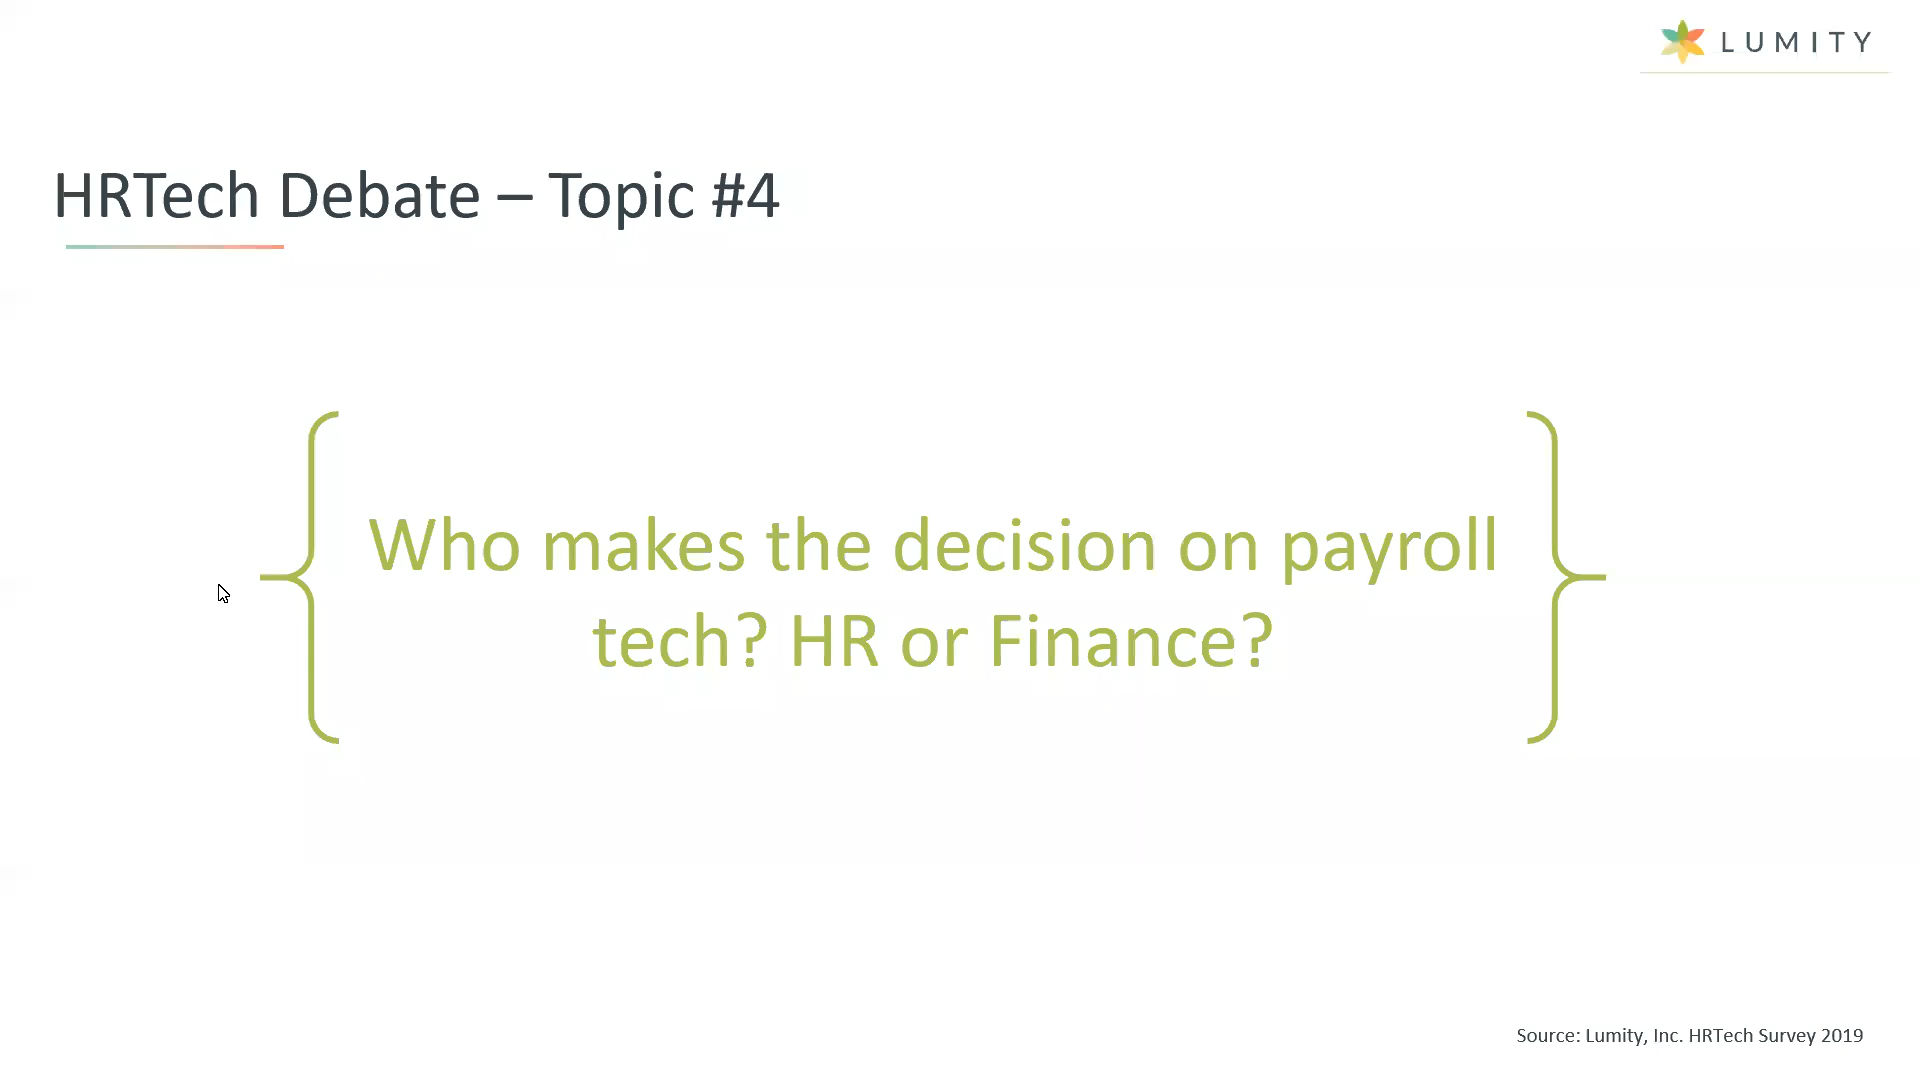 LUMITY
HRTech Debate – Topic #4
Who makes the decision on payroll
tech? HR or Finance?
Source: Lumity, Inc. HRTech Survey 2019